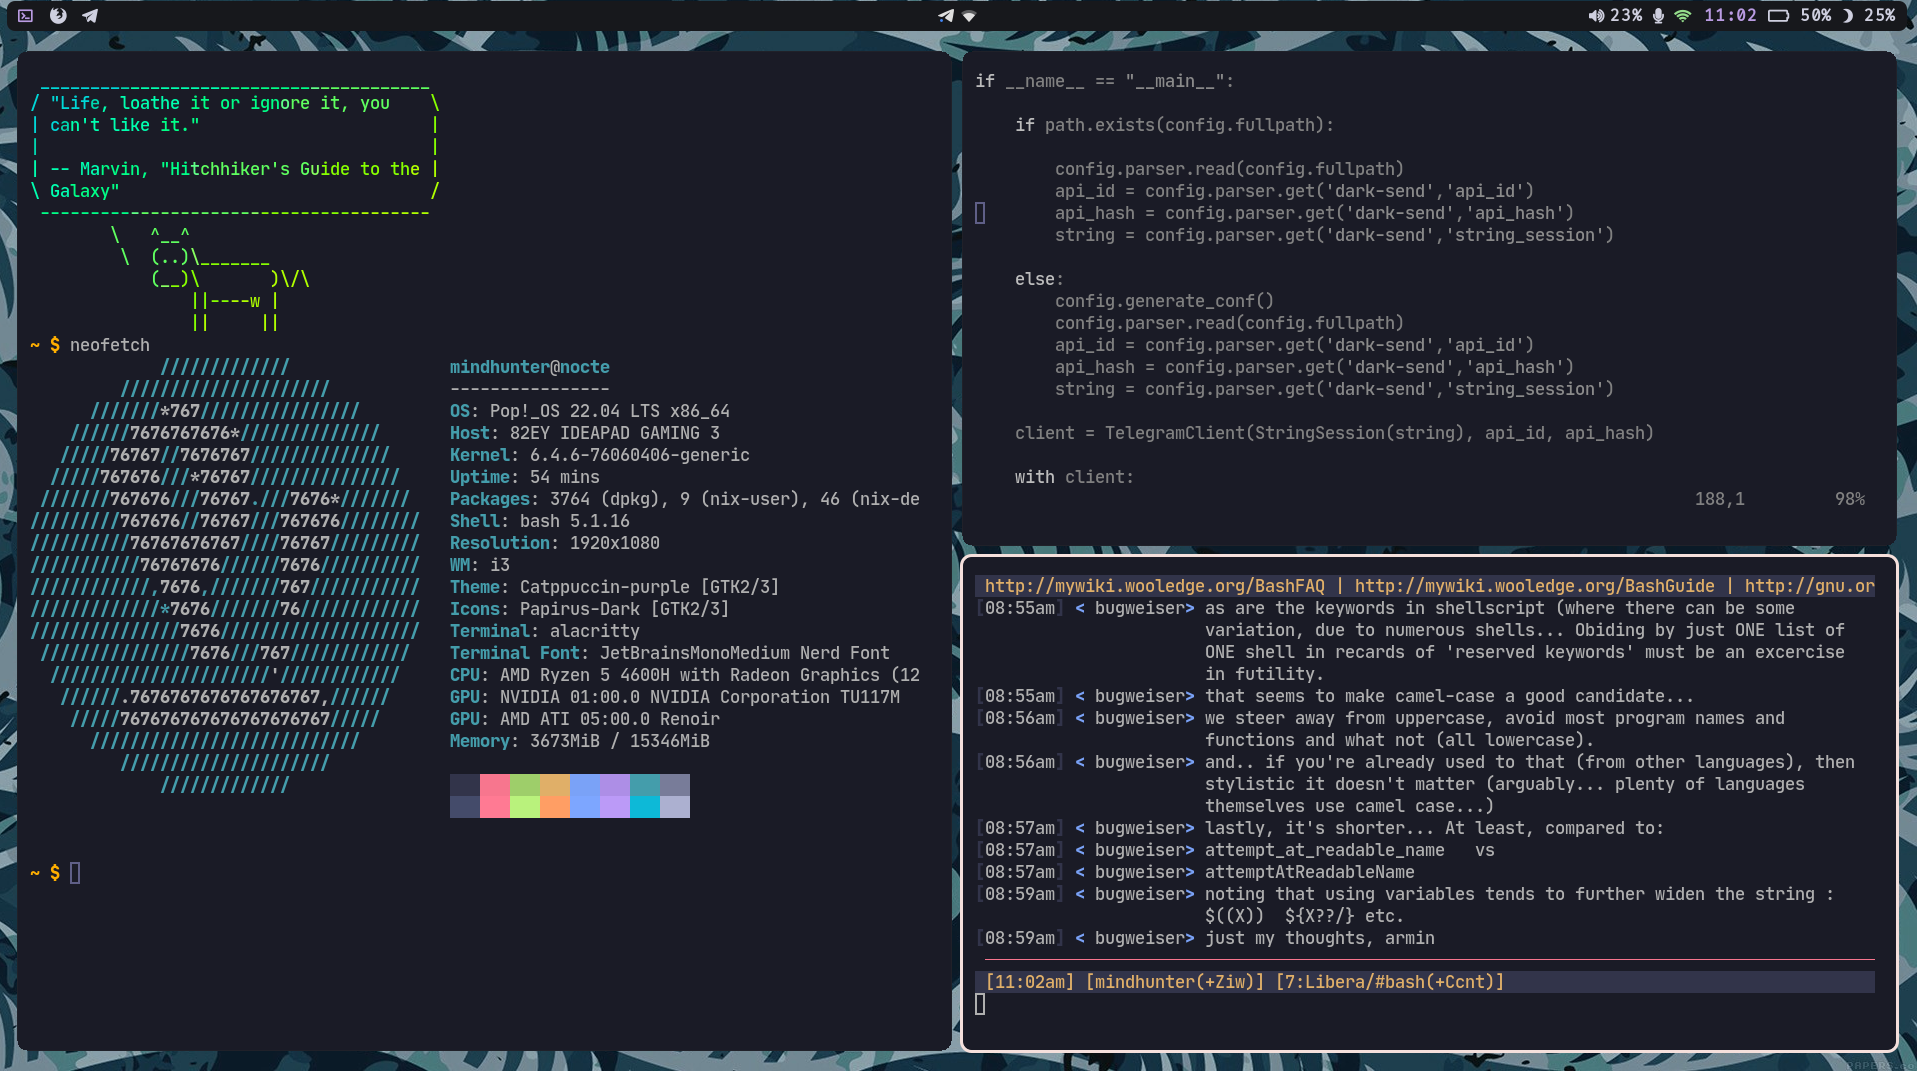 23% 11:02 50% 25%
________________________________________
/ "Life, loathe it or ignore it, you    \
| can't like it."                       |
|                                       |
| -- Marvin, "Hitchhiker's Guide to the |
\ Galaxy"                               /
 ---------------------------------------
        \   ^__^
         \  (..)\_______
            (__)\       )\/\
                ||----w |
                ||     ||
~ $ neofetch
             /////////////
         /////////////////////
      ///////*767////////////////
    //////7676767676*//////////////
   /////76767//7676767//////////////
  /////767676///*76767///////////////
 ///////767676///76767.///7676*///////
/////////767676//76767///767676////////
//////////76767676767////76767/////////
///////////76767676//////7676//////////
////////////,7676,///////767///////////
/////////////*7676///////76////////////
///////////////7676////////////////////
 ///////////////7676///767////////////
  //////////////////////'////////////
   //////.7676767676767676767,//////
    /////767676767676767676767/////
      ///////////////////////////
         /////////////////////
             /////////////
mindhunter@nocte
----------------
OS: Pop!_OS 22.04 LTS x86_64
Host: 82EY IDEAPAD GAMING 3
Kernel: 6.4.6-76060406-generic
Uptime: 54 mins
Packages: 3764 (dpkg), 9 (nix-user), 46 (nix-de
Shell: bash 5.1.16
Resolution: 1920x1080
WM: i3
Theme: Catppuccin-purple [GTK2/3]
Icons: Papirus-Dark [GTK2/3]
Terminal: alacritty
Terminal Font: JetBrainsMonoMedium Nerd Font
CPU: AMD Ryzen 5 4600H with Radeon Graphics (12
GPU: NVIDIA 01:00.0 NVIDIA Corporation TU117M
GPU: AMD ATI 05:00.0 Renoir
Memory: 3673MiB / 15346MiB
~ $
if __name__ == "__main__":
    if path.exists(config.fullpath):
        config.parser.read(config.fullpath)
        api_id = config.parser.get('dark-send','api_id')
        api_hash = config.parser.get('dark-send','api_hash')
        string = config.parser.get('dark-send','string_session')
    else:
        config.generate_conf()
        config.parser.read(config.fullpath)
        api_id = config.parser.get('dark-send','api_id')
        api_hash = config.parser.get('dark-send','api_hash')
        string = config.parser.get('dark-send','string_session')
    client = TelegramClient(StringSession(string), api_id, api_hash)
    with client:
188,1 98%
http://mywiki.wooledge.org/BashFAQ | http://mywiki.wooledge.org/BashGuide | http://gnu.or
[08:55am] < bugweiser> as are the keywords in shellscript (where there can be some
variation, due to numerous shells... Obiding by just ONE list of
ONE shell in recards of 'reserved keywords' must be an excercise
in futility.
[08:55am] < bugweiser> that seems to make camel-case a good candidate...
[08:56am] < bugweiser> we steer away from uppercase, avoid most program names and
functions and what not (all lowercase).
[08:56am] < bugweiser> and.. if you're already used to that (from other languages), then
stylistic it doesn't matter (arguably... plenty of languages
themselves use camel case...)
[08:57am] < bugweiser> lastly, it's shorter... At least, compared to:
[08:57am] < bugweiser> attempt_at_readable_name   vs
[08:57am] < bugweiser> attemptAtReadableName
[08:59am] < bugweiser> noting that using variables tends to further widen the string :
$((X))  ${X??/} etc.
[08:59am] < bugweiser> just my thoughts, armin
[11:02am] [mindhunter(+Ziw)] [7:Libera/#bash(+Ccnt)]